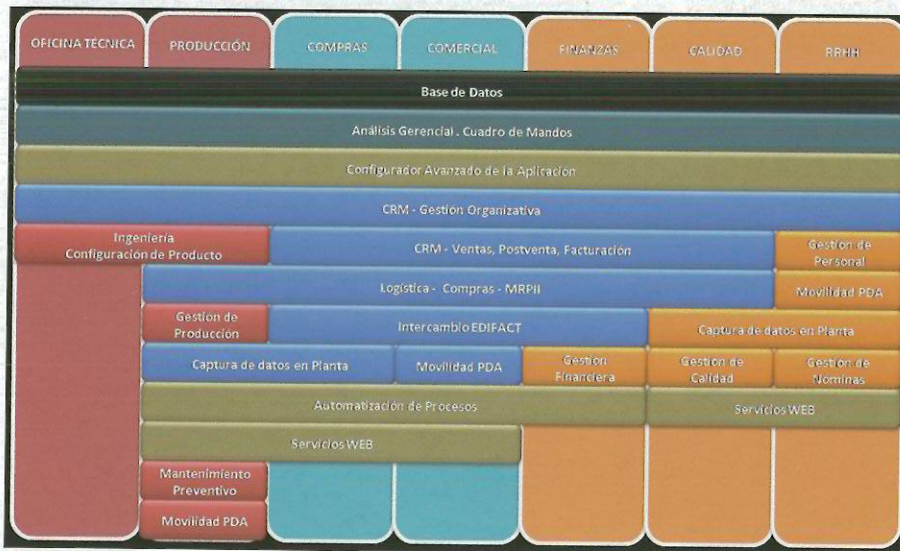 OFICINA TÉCNICA
PRODUCCIÓN
COMPRAS
COMERCIAL
FINANZAS
CALIDAD
RRHH
Base de Datos
Análisis Gerencial . Cuadro de Mandos
Configurador Avanzado de la Aplicación
CRM - Gestión Organizativa
Ingeniería
Configuración de Producto
CRM - Ventas, Postventa, Facturación
Gestión de
Personal
Logística - Compras - MRPII
Movilidad PDA
Gestión de
Producción
Intercambio EDIFACT
Captura de datos en Planta
Captura de datos en Planta
Movilidad PDA
Gestión
Financiera
Gestión de
Calidad
Gestión de
Nominas
Automatización de Procesos
Servicios WEB
Servicios WEB
Mantenimiento
Preventivo
Movilidad PDA